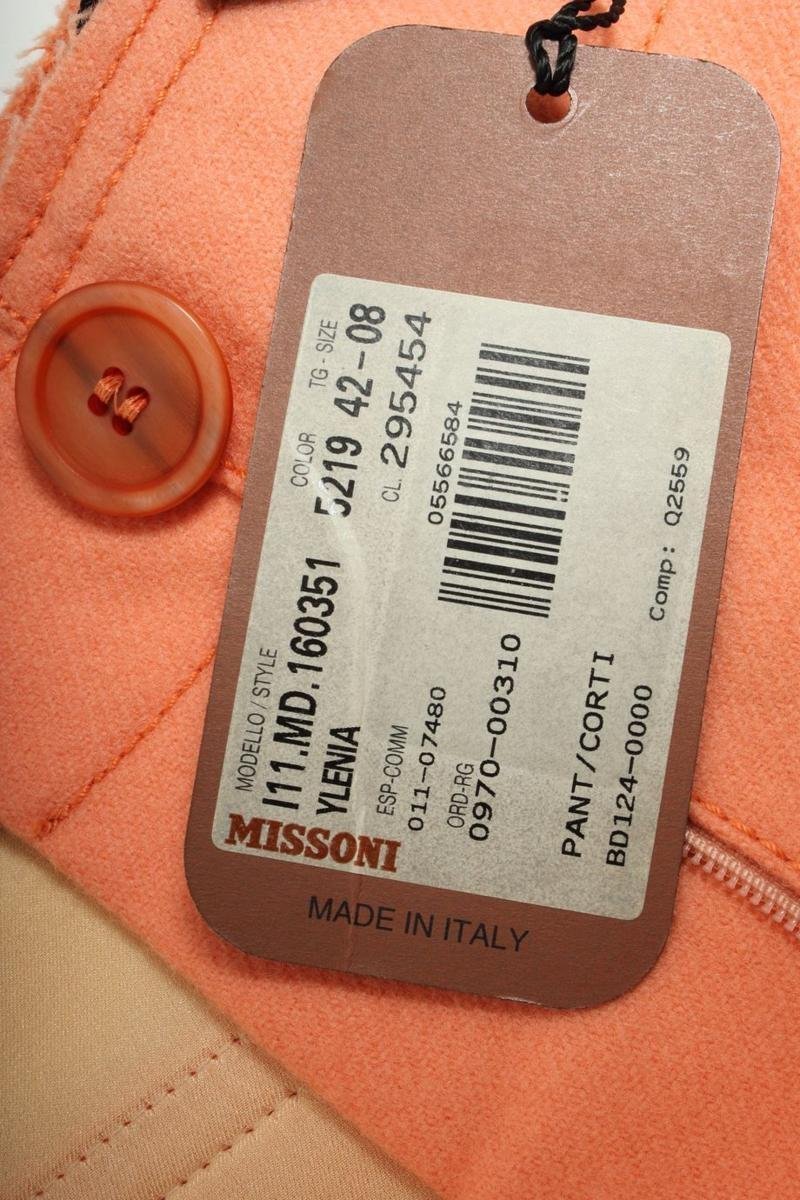 MODELLO / STYLE COLOR TG - SIZE
I11.MD.160351 5219 42-08
YLENIA CL. 295454
ESP-COMM
011-07480 05566584
ORD-RG
0970-00310
PANT/CORTI
BD124-0000 Comp: Q2559
MISSONI
MADE IN ITALY